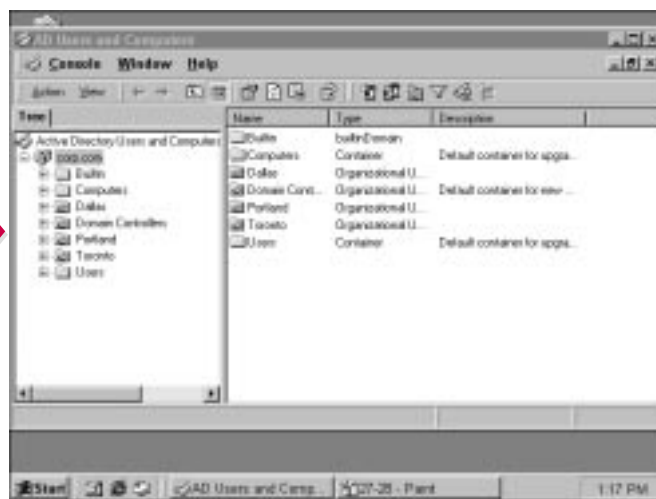 AD Users and Computers
Console Window Help
Action View
Tree
Name Type Description
Active Directory Users and Computers
corp.com
Builtin
Computers
Dallas
Domain Controllers
Portland
Toronto
Users
Builtin builtinDomain
Computers Container Default container for upgra...
Dallas Organizational U...
Domain Cont... Organizational U... Default container for new ...
Portland Organizational U...
Toronto Organizational U...
Users Container Default container for upgra...
Start AD Users and Comp... 27-28 - Paint 1:17 PM